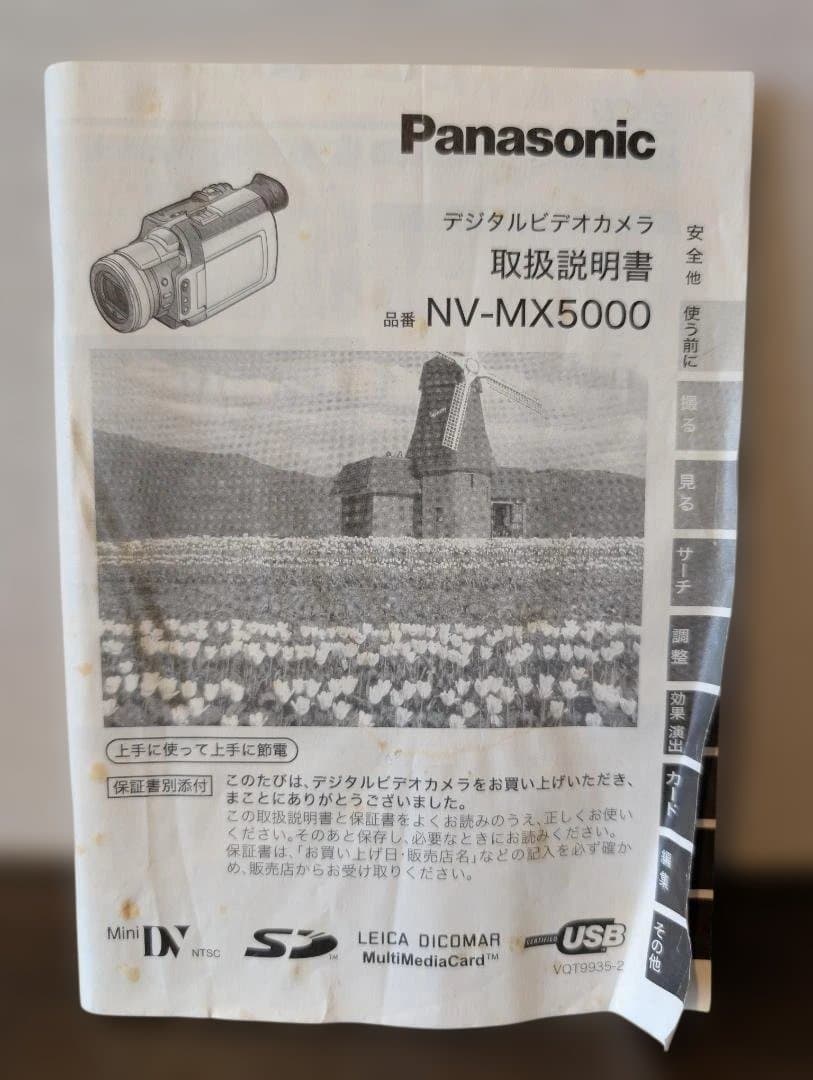 Panasonic
デジタルビデオカメラ
取扱説明書
品番 NV-MX5000
安全他
使う前に
撮る
見る
サーチ
調整
効果 演出
カード
編集
その他
上手に使って上手に節電
保証書別添付
このたびは、デジタルビデオカメラをお買い上げいただき、
まことにありがとうございました。
この取扱説明書と保証書をよくお読みのうえ、正しくお使い
ください。そのあと保存し、必要なときにお読みください。
保証書は、「お買い上げ日・販売店名」などの記入を必ず確か
め、販売店からお受け取りください。
Mini DV NTSC
SD™
LEICA DICOMAR
MultiMediaCard™
CERTIFIED USB
VQT9935-2